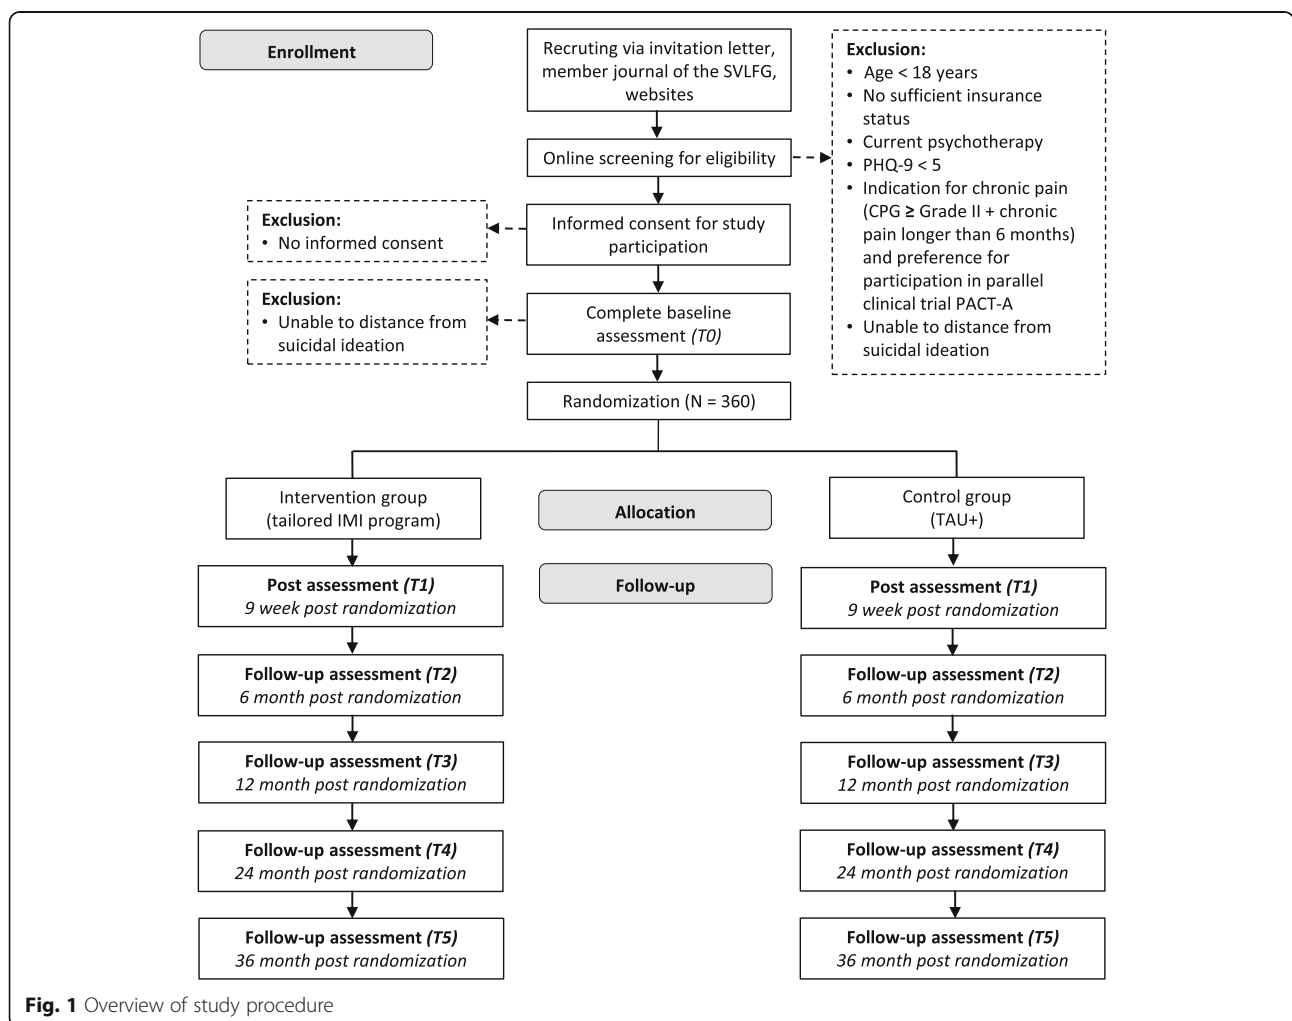 Enrollment
Recruting via invitation letter,
member journal of the SVLFG,
websites
Exclusion:
• Age < 18 years
• No sufficient insurance
status
• Current psychotherapy
• PHQ-9 < 5
• Indication for chronic pain
(CPG ≥ Grade II + chronic
pain longer than 6 months)
and preference for
participation in parallel
clinical trial PACT-A
• Unable to distance from
suicidal ideation
Online screening for eligibility
Exclusion:
• No informed consent
Informed consent for study
participation
Exclusion:
• Unable to distance from
suicidal ideation
Complete baseline
assessment (T0)
Randomization (N = 360)
Intervention group
(tailored IMI program)
Allocation
Control group
(TAU+)
Follow-up
Post assessment (T1)
9 week post randomization
Follow-up assessment (T2)
6 month post randomization
Follow-up assessment (T3)
12 month post randomization
Follow-up assessment (T4)
24 month post randomization
Follow-up assessment (T5)
36 month post randomization
Post assessment (T1)
9 week post randomization
Follow-up assessment (T2)
6 month post randomization
Follow-up assessment (T3)
12 month post randomization
Follow-up assessment (T4)
24 month post randomization
Follow-up assessment (T5)
36 month post randomization
Fig. 1 Overview of study procedure